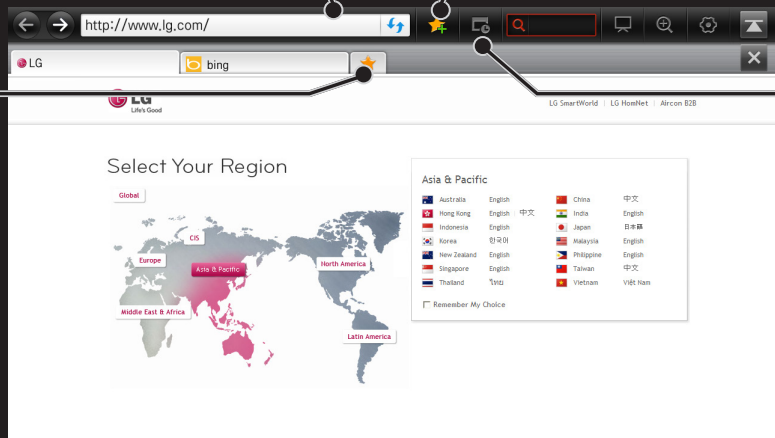 http://www.lg.com/
LG
bing
LG
Life's Good
LG SmartWorld | LG HomNet | Aircon B2B
Select Your Region
Global
CIS
Europe
Asia & Pacific
North America
Middle East & Africa
Latin America
Asia & Pacific
Australia English China 中文
Hong Kong English | 中文 India English
Indonesia English Japan 日本語
Korea 한국어 Malaysia English
New Zealand English Philippine English
Singapore English Taiwan 中文
Thailand ไทย Vietnam Việt Nam
Remember My Choice